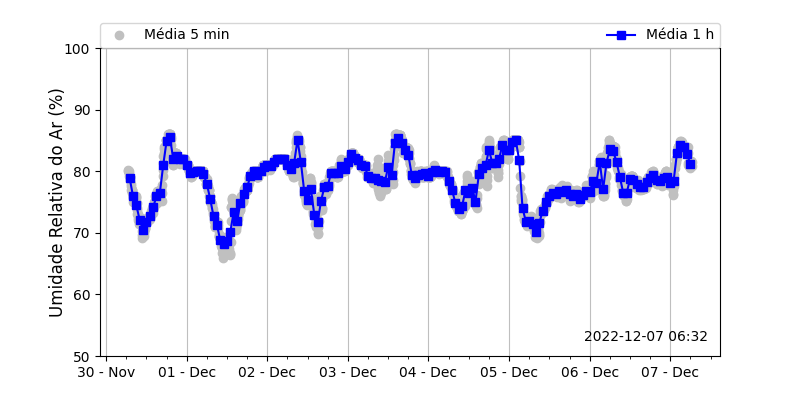 Média 5 min Média 1 h
Umidade Relativa do Ar (%)
100
90
80
70
60
50
2022-12-07 06:32
30 - Nov 01 - Dec 02 - Dec 03 - Dec 04 - Dec 05 - Dec 06 - Dec 07 - Dec